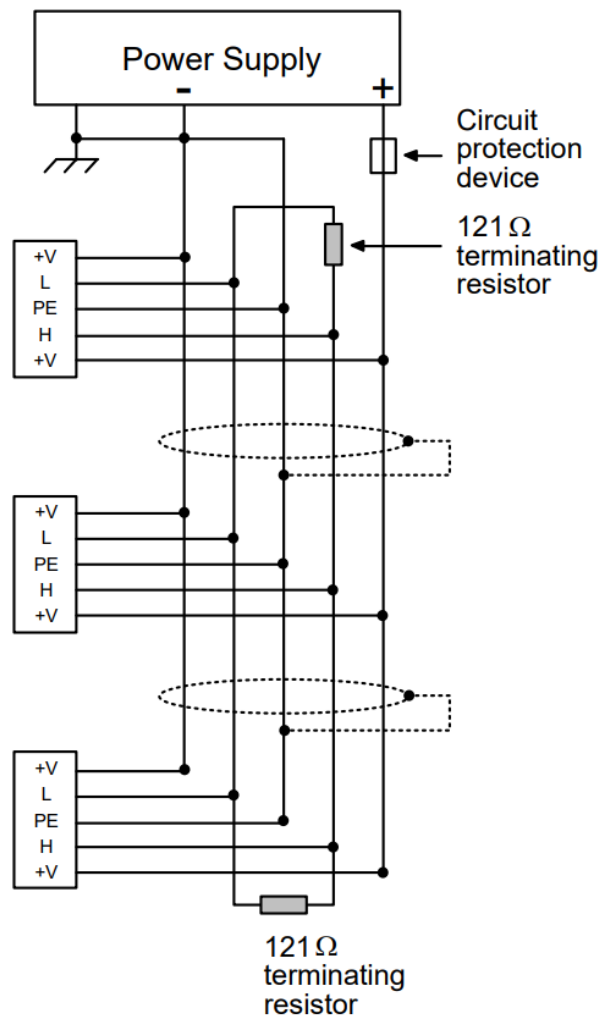 Power Supply
- +
Circuit
protection
device
121 Ω
terminating
resistor
+V
L
PE
H
+V
+V
L
PE
H
+V
+V
L
PE
H
+V
121 Ω
terminating
resistor